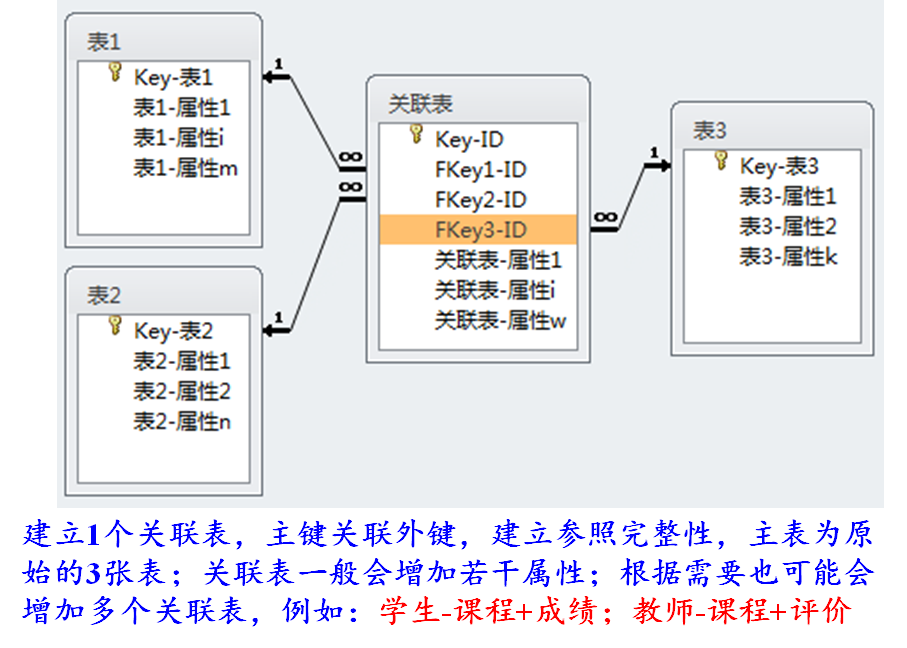 表1
Key-表1
表1-属性1
表1-属性i
表1-属性m
1
∞
表2
Key-表2
表2-属性1
表2-属性2
表2-属性n
1
∞
关联表
Key-ID
FKey1-ID
FKey2-ID
FKey3-ID
关联表-属性1
关联表-属性i
关联表-属性w
∞
1
表3
Key-表3
表3-属性1
表3-属性2
表3-属性k
建立1个关联表，主键关联外键，建立参照完整性，主表为原
始的3张表；关联表一般会增加若干属性；根据需要也可能会
增加多个关联表，例如：学生-课程+成绩；教师-课程+评价